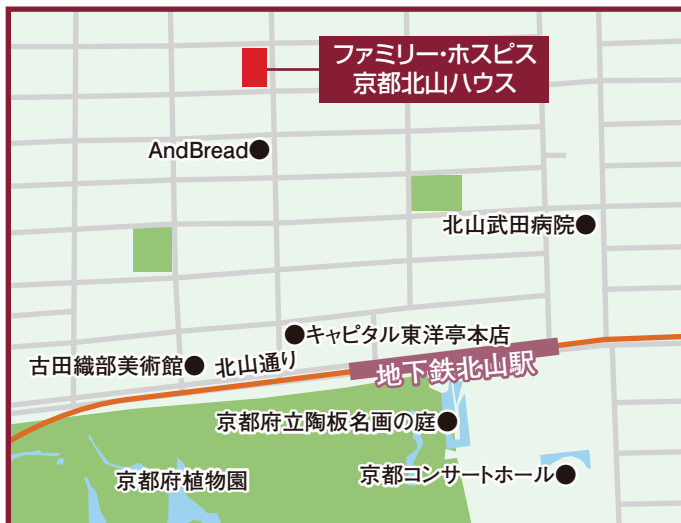 ファミリー・ホスピス
京都北山ハウス
AndBread
北山武田病院
キャピタル東洋亭本店
古田織部美術館
北山通り
地下鉄北山駅
京都府立陶板名画の庭
京都府植物園
京都コンサートホール